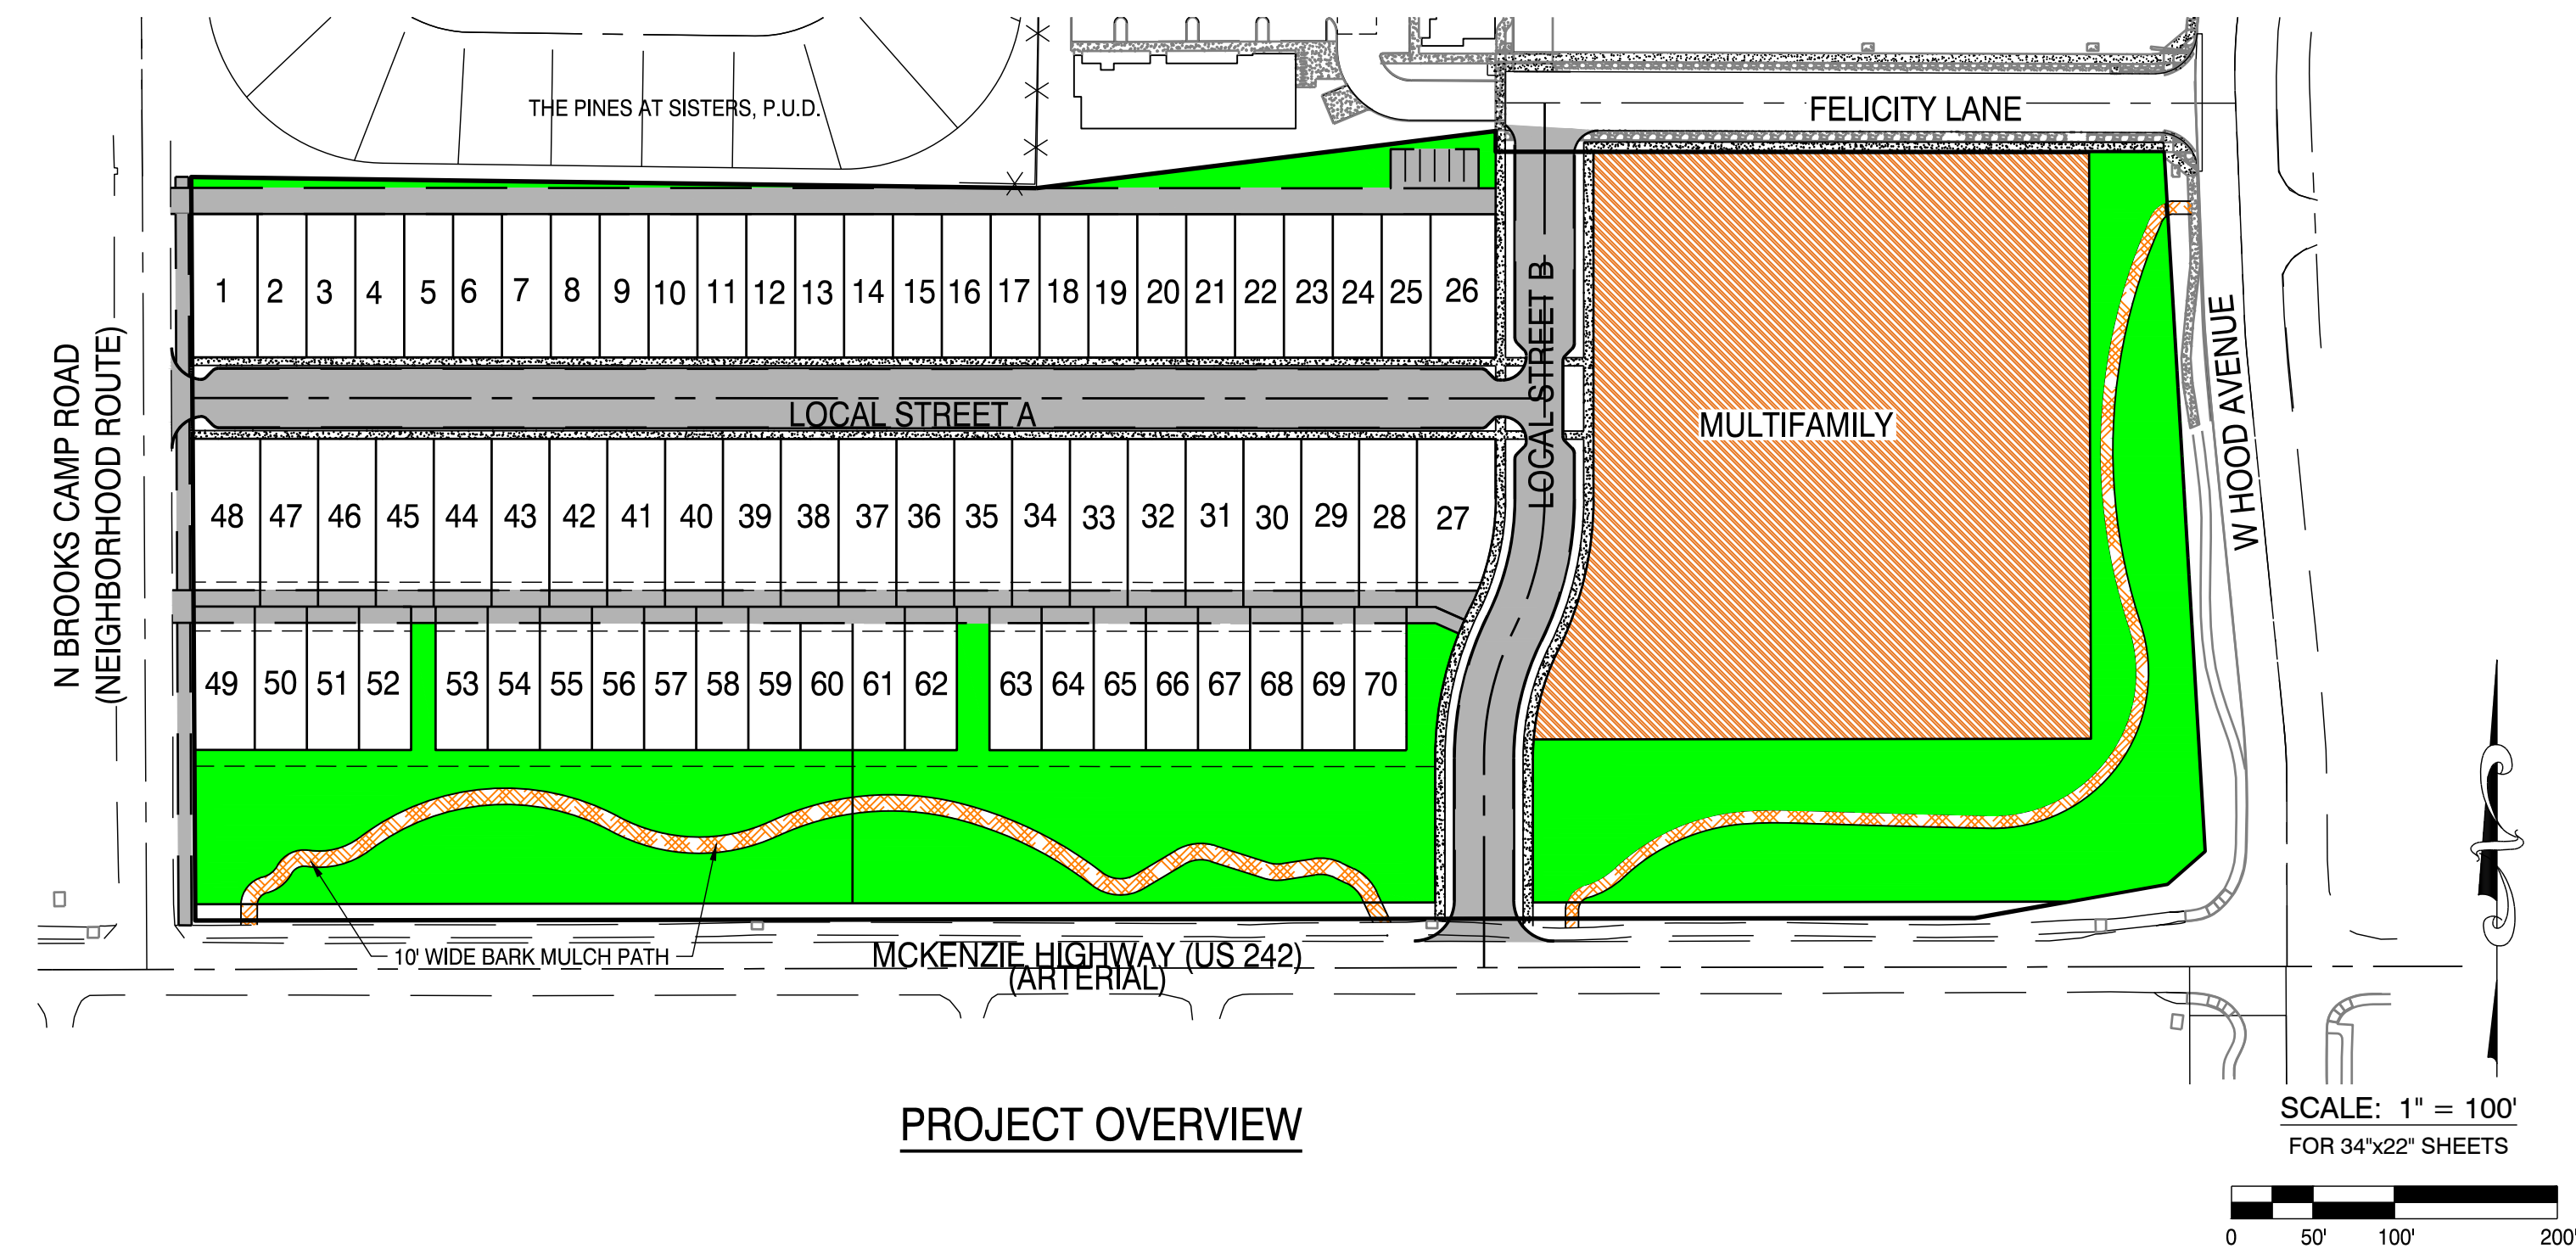 THE PINES AT SISTERS, P.U.D.
FELICITY LANE
1 2 3 4 5 6 7 8 9 10 11 12 13 14 15 16 17 18 19 20 21 22 23 24 25 26
LOCAL STREET B
N BROOKS CAMP ROAD
(NEIGHBORHOOD ROUTE)
LOCAL STREET A
MULTIFAMILY
W HOOD AVENUE
48 47 46 45 44 43 42 41 40 39 38 37 36 35 34 33 32 31 30 29 28 27
49 50 51 52 53 54 55 56 57 58 59 60 61 62 63 64 65 66 67 68 69 70
10' WIDE BARK MULCH PATH
MCKENZIE HIGHWAY (US 242)
(ARTERIAL)
PROJECT OVERVIEW
SCALE: 1" = 100'
FOR 34"x22" SHEETS
0 50' 100' 200'